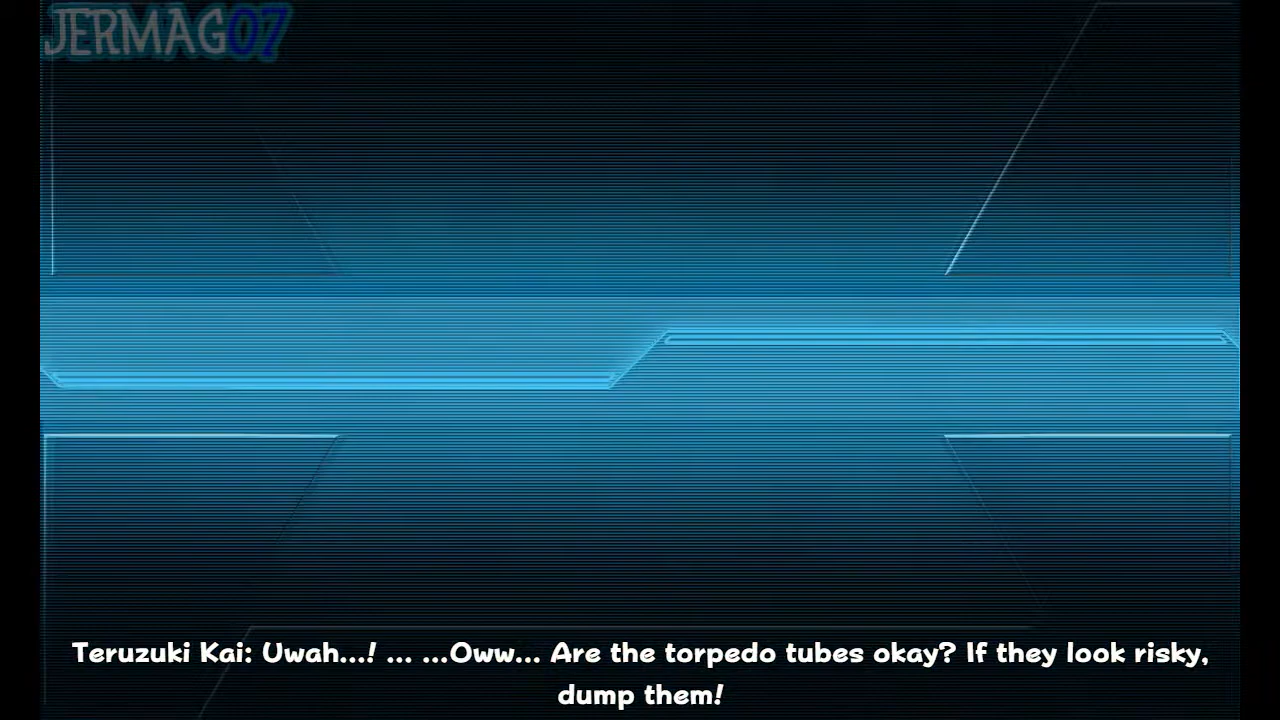 JERMAG07
Teruzuki Kai: Uwah...! ... ...Oww... Are the torpedo tubes okay? If they look risky,
dump them!